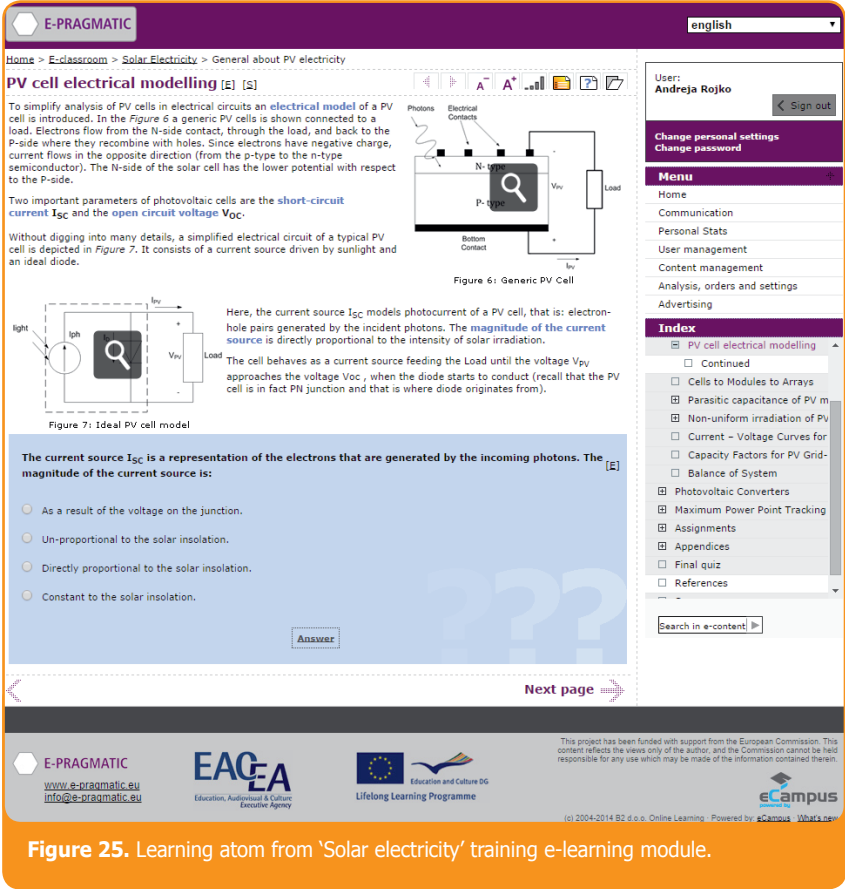 E-PRAGMATIC
english
Home > E-classroom > Solar Electricity > General about PV electricity
PV cell electrical modelling [E] [S]
A- A+
To simplify analysis of PV cells in electrical circuits an electrical model of a PV
cell is introduced. In the Figure 6 a generic PV cells is shown connected to a
load. Electrons flow from the N-side contact, through the load, and back to the
P-side where they recombine with holes. Since electrons have negative charge,
current flows in the opposite direction (from the p-type to the n-type
semiconductor). The N-side of the solar cell has the lower potential with respect
to the P-side.
Two important parameters of photovoltaic cells are the short-circuit
current ISC and the open circuit voltage VOC.
Without digging into many details, a simplified electrical circuit of a typical PV
cell is depicted in Figure 7. It consists of a current source driven by sunlight and
an ideal diode.
Photons
Electrical
Contacts
-
N- type
P- type
VPV
Load
Bottom
Contact
+
IPV
Figure 6: Generic PV Cell
IPV
light
Iph
+
VPV
Load
-
Figure 7: Ideal PV cell model
Here, the current source ISC models photocurrent of a PV cell, that is: electron-
hole pairs generated by the incident photons. The magnitude of the current
source is directly proportional to the intensity of solar irradiation.
The cell behaves as a current source feeding the Load until the voltage VPV
approaches the voltage Voc , when the diode starts to conduct (recall that the PV
cell is in fact PN junction and that is where diode originates from).
The current source ISC is a representation of the electrons that are generated by the incoming photons. The
magnitude of the current source is:
[E]
As a result of the voltage on the junction.
Un-proportional to the solar insolation.
Directly proportional to the solar insolation.
Constant to the solar insolation.
???
Answer
Next page
User:
Andreja Rojko
Sign out
Change personal settings
Change password
Menu
Home
Communication
Personal Stats
User management
Content management
Analysis, orders and settings
Advertising
Index
PV cell electrical modelling
Continued
Cells to Modules to Arrays
Parasitic capacitance of PV m
Non-uniform irradiation of PV
Current – Voltage Curves for
Capacity Factors for PV Grid-
Balance of System
Photovoltaic Converters
Maximum Power Point Tracking
Assignments
Appendices
Final quiz
References
Search in e-content
E-PRAGMATIC
www.e-pragmatic.eu
info@e-pragmatic.eu
EACEA
Education, Audiovisual & Culture
Executive Agency
Education and Culture DG
Lifelong Learning Programme
This project has been funded with support from the European Commission. This
content reflects the views only of the author, and the Commission cannot be held
responsible for any use which may be made of the information contained therein.
eCampus
powered by
(c) 2004-2014 B2 d.o.o. Online Learning · Powered by: eCampus · What's new
Figure 25. Learning atom from ‘Solar electricity’ training e-learning module.